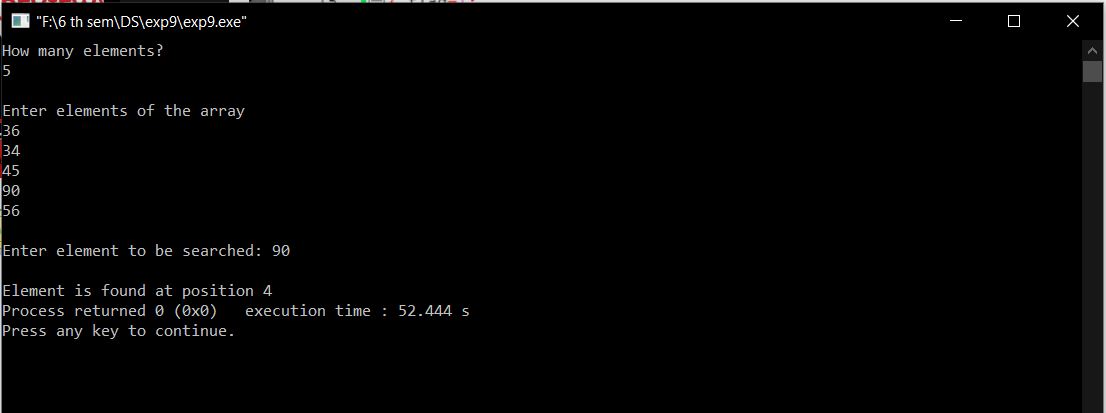 "F:\6 th sem\DS\exp9\exp9.exe"
How many elements?
5
Enter elements of the array
36
34
45
90
56
Enter element to be searched: 90
Element is found at position 4
Process returned 0 (0x0)   execution time : 52.444 s
Press any key to continue.